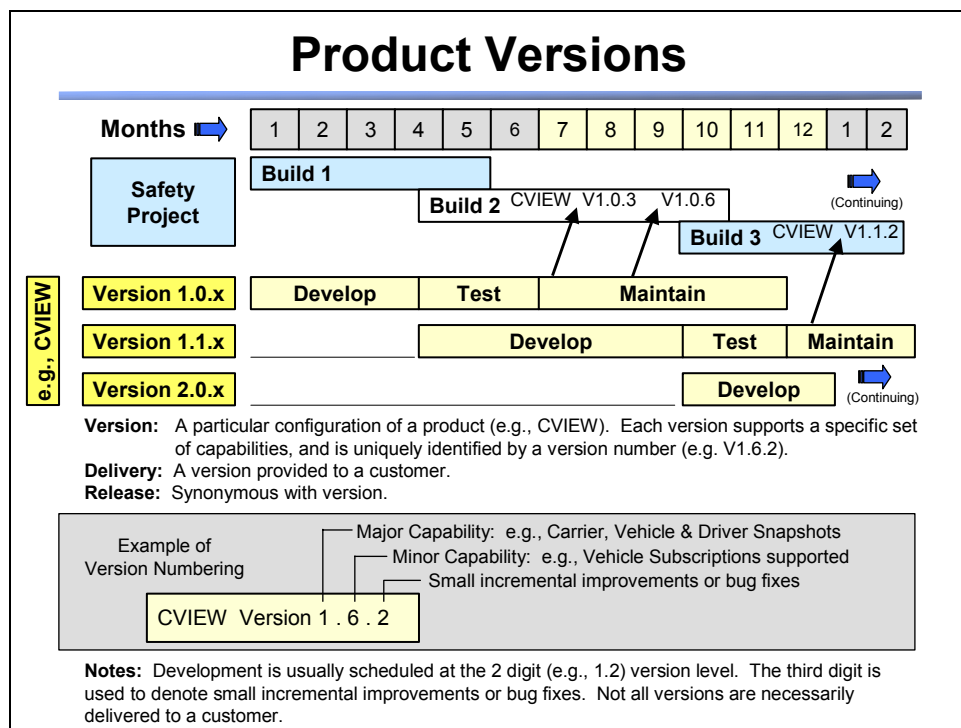 Product Versions
Months
1 2 3 4 5 6 7 8 9 10 11 12 1 2
Safety
Project
Build 1
Build 2 CVIEW V1.0.3 V1.0.6
(Continuing)
Build 3 CVIEW V1.1.2
e.g., CVIEW
Version 1.0.x Develop Test Maintain
Version 1.1.x Develop Test Maintain
Version 2.0.x Develop
(Continuing)
Version: A particular configuration of a product (e.g., CVIEW). Each version supports a specific set
of capabilities, and is uniquely identified by a version number (e.g. V1.6.2).
Delivery: A version provided to a customer.
Release: Synonymous with version.
Example of
Version Numbering
Major Capability: e.g., Carrier, Vehicle & Driver Snapshots
Minor Capability: e.g., Vehicle Subscriptions supported
Small incremental improvements or bug fixes
CVIEW Version 1 . 6 . 2
Notes: Development is usually scheduled at the 2 digit (e.g., 1.2) version level. The third digit is
used to denote small incremental improvements or bug fixes. Not all versions are necessarily
delivered to a customer.